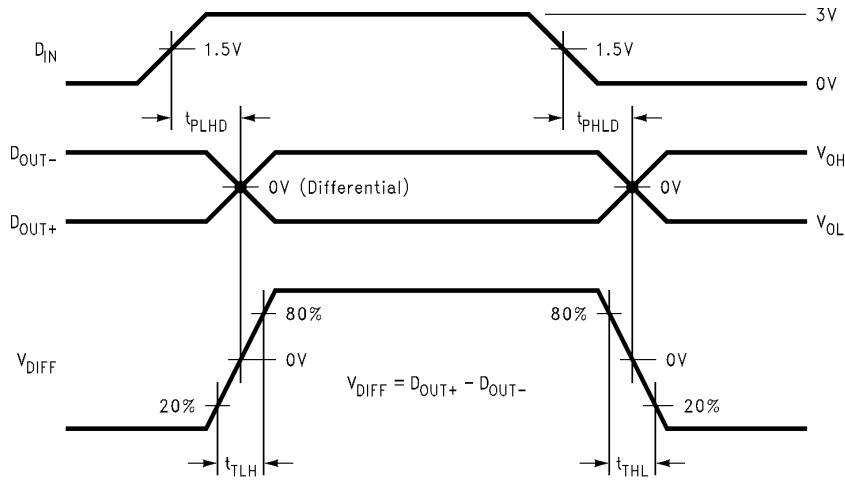 3V
D_IN
1.5V 1.5V
0V
t_PLHD t_PHLD
D_OUT- V_OH
0V (Differential) 0V
D_OUT+ V_OL
80% 80%
V_DIFF 0V 0V
V_DIFF = D_OUT+ - D_OUT-
20% 20%
t_TLH t_THL